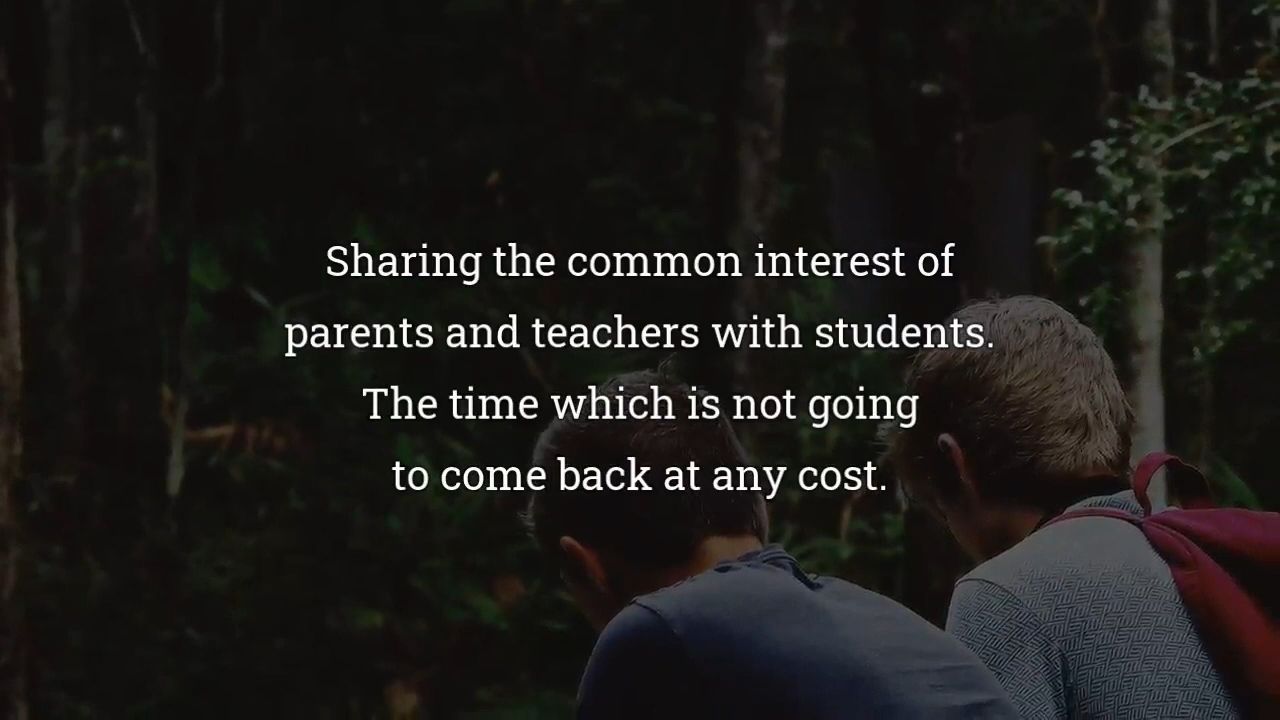 Sharing the common interest of
parents and teachers with students.
The time which is not going
to come back at any cost.